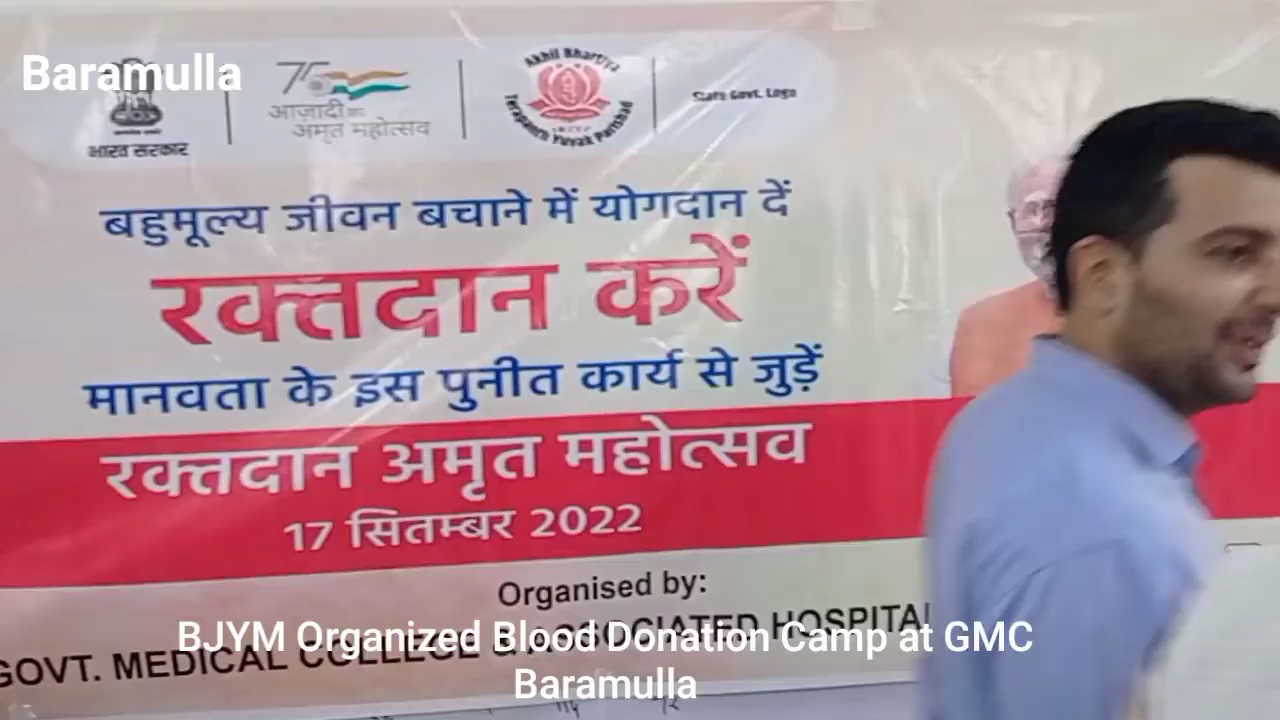 Baramulla
भारत सरकार
75
आज़ादी का
अमृत महोत्सव
Akhil Bhartiya
Terapanth Yuvak Parishad
State Govt. Logo
बहुमूल्य जीवन बचाने में योगदान दें
रक्तदान करें
मानवता के इस पुनीत कार्य से जुड़ें
रक्तदान अमृत महोत्सव
17 सितम्बर 2022
Organised by:
GOVT. MEDICAL COLLEGE & ASSOCIATED HOSPITAL
BJYM Organized Blood Donation Camp at GMC
Baramulla